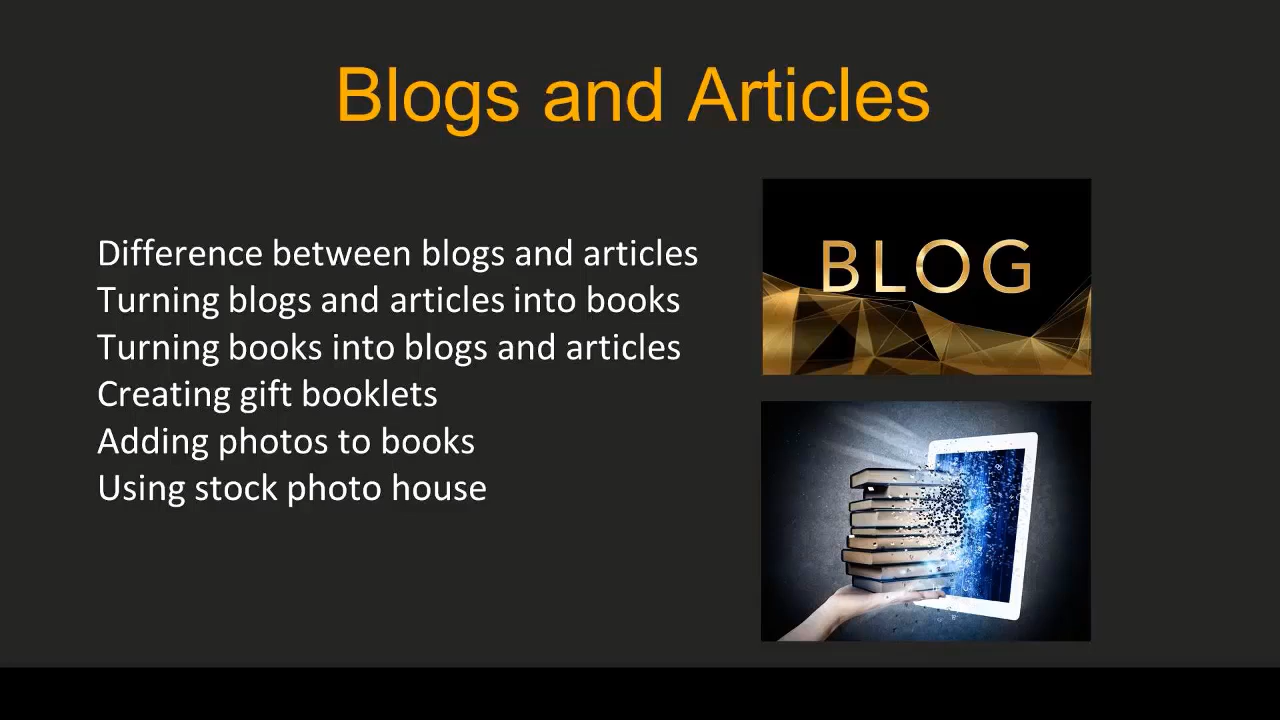 Blogs and Articles
Difference between blogs and articles
Turning blogs and articles into books
Turning books into blogs and articles
Creating gift booklets
Adding photos to books
Using stock photo house
BLOG